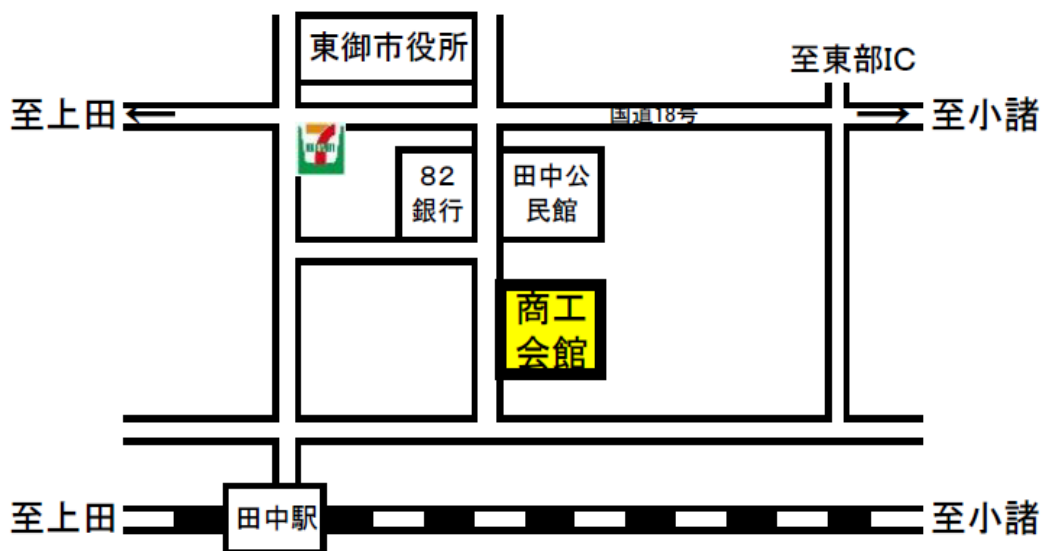 東御市役所
至東部IC
至上田
国道18号
至小諸
82
銀行
田中公
民館
商工
会館
至上田
田中駅
至小諸